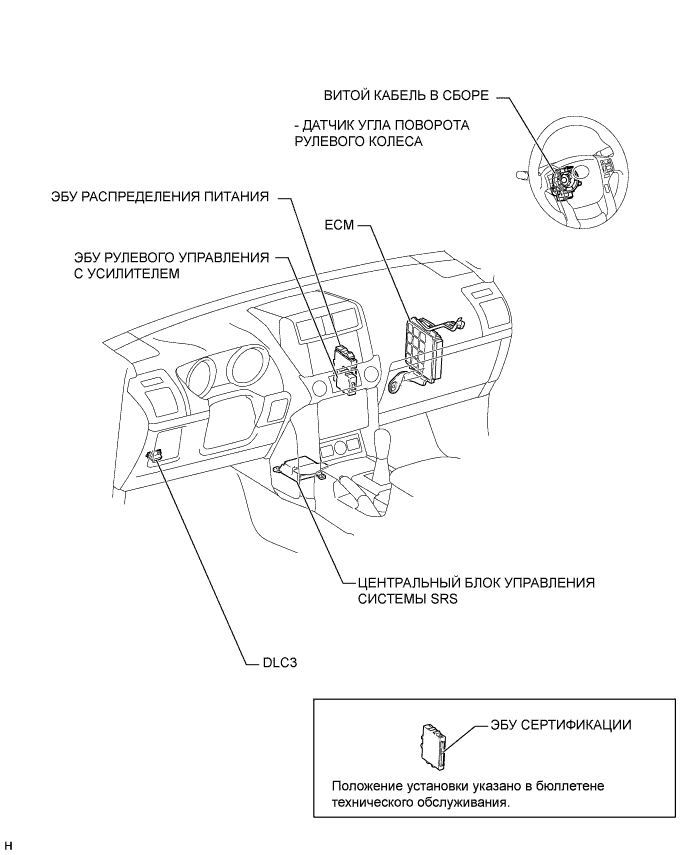 ВИТОЙ КАБЕЛЬ В СБОРЕ
- ДАТЧИК УГЛА ПОВОРОТА
РУЛЕВОГО КОЛЕСА
ЭБУ РАСПРЕДЕЛЕНИЯ ПИТАНИЯ
ECM
ЭБУ РУЛЕВОГО УПРАВЛЕНИЯ
С УСИЛИТЕЛЕМ
ЦЕНТРАЛЬНЫЙ БЛОК УПРАВЛЕНИЯ
СИСТЕМЫ SRS
DLC3
ЭБУ СЕРТИФИКАЦИИ
Положение установки указано в бюллетене
технического обслуживания.
H